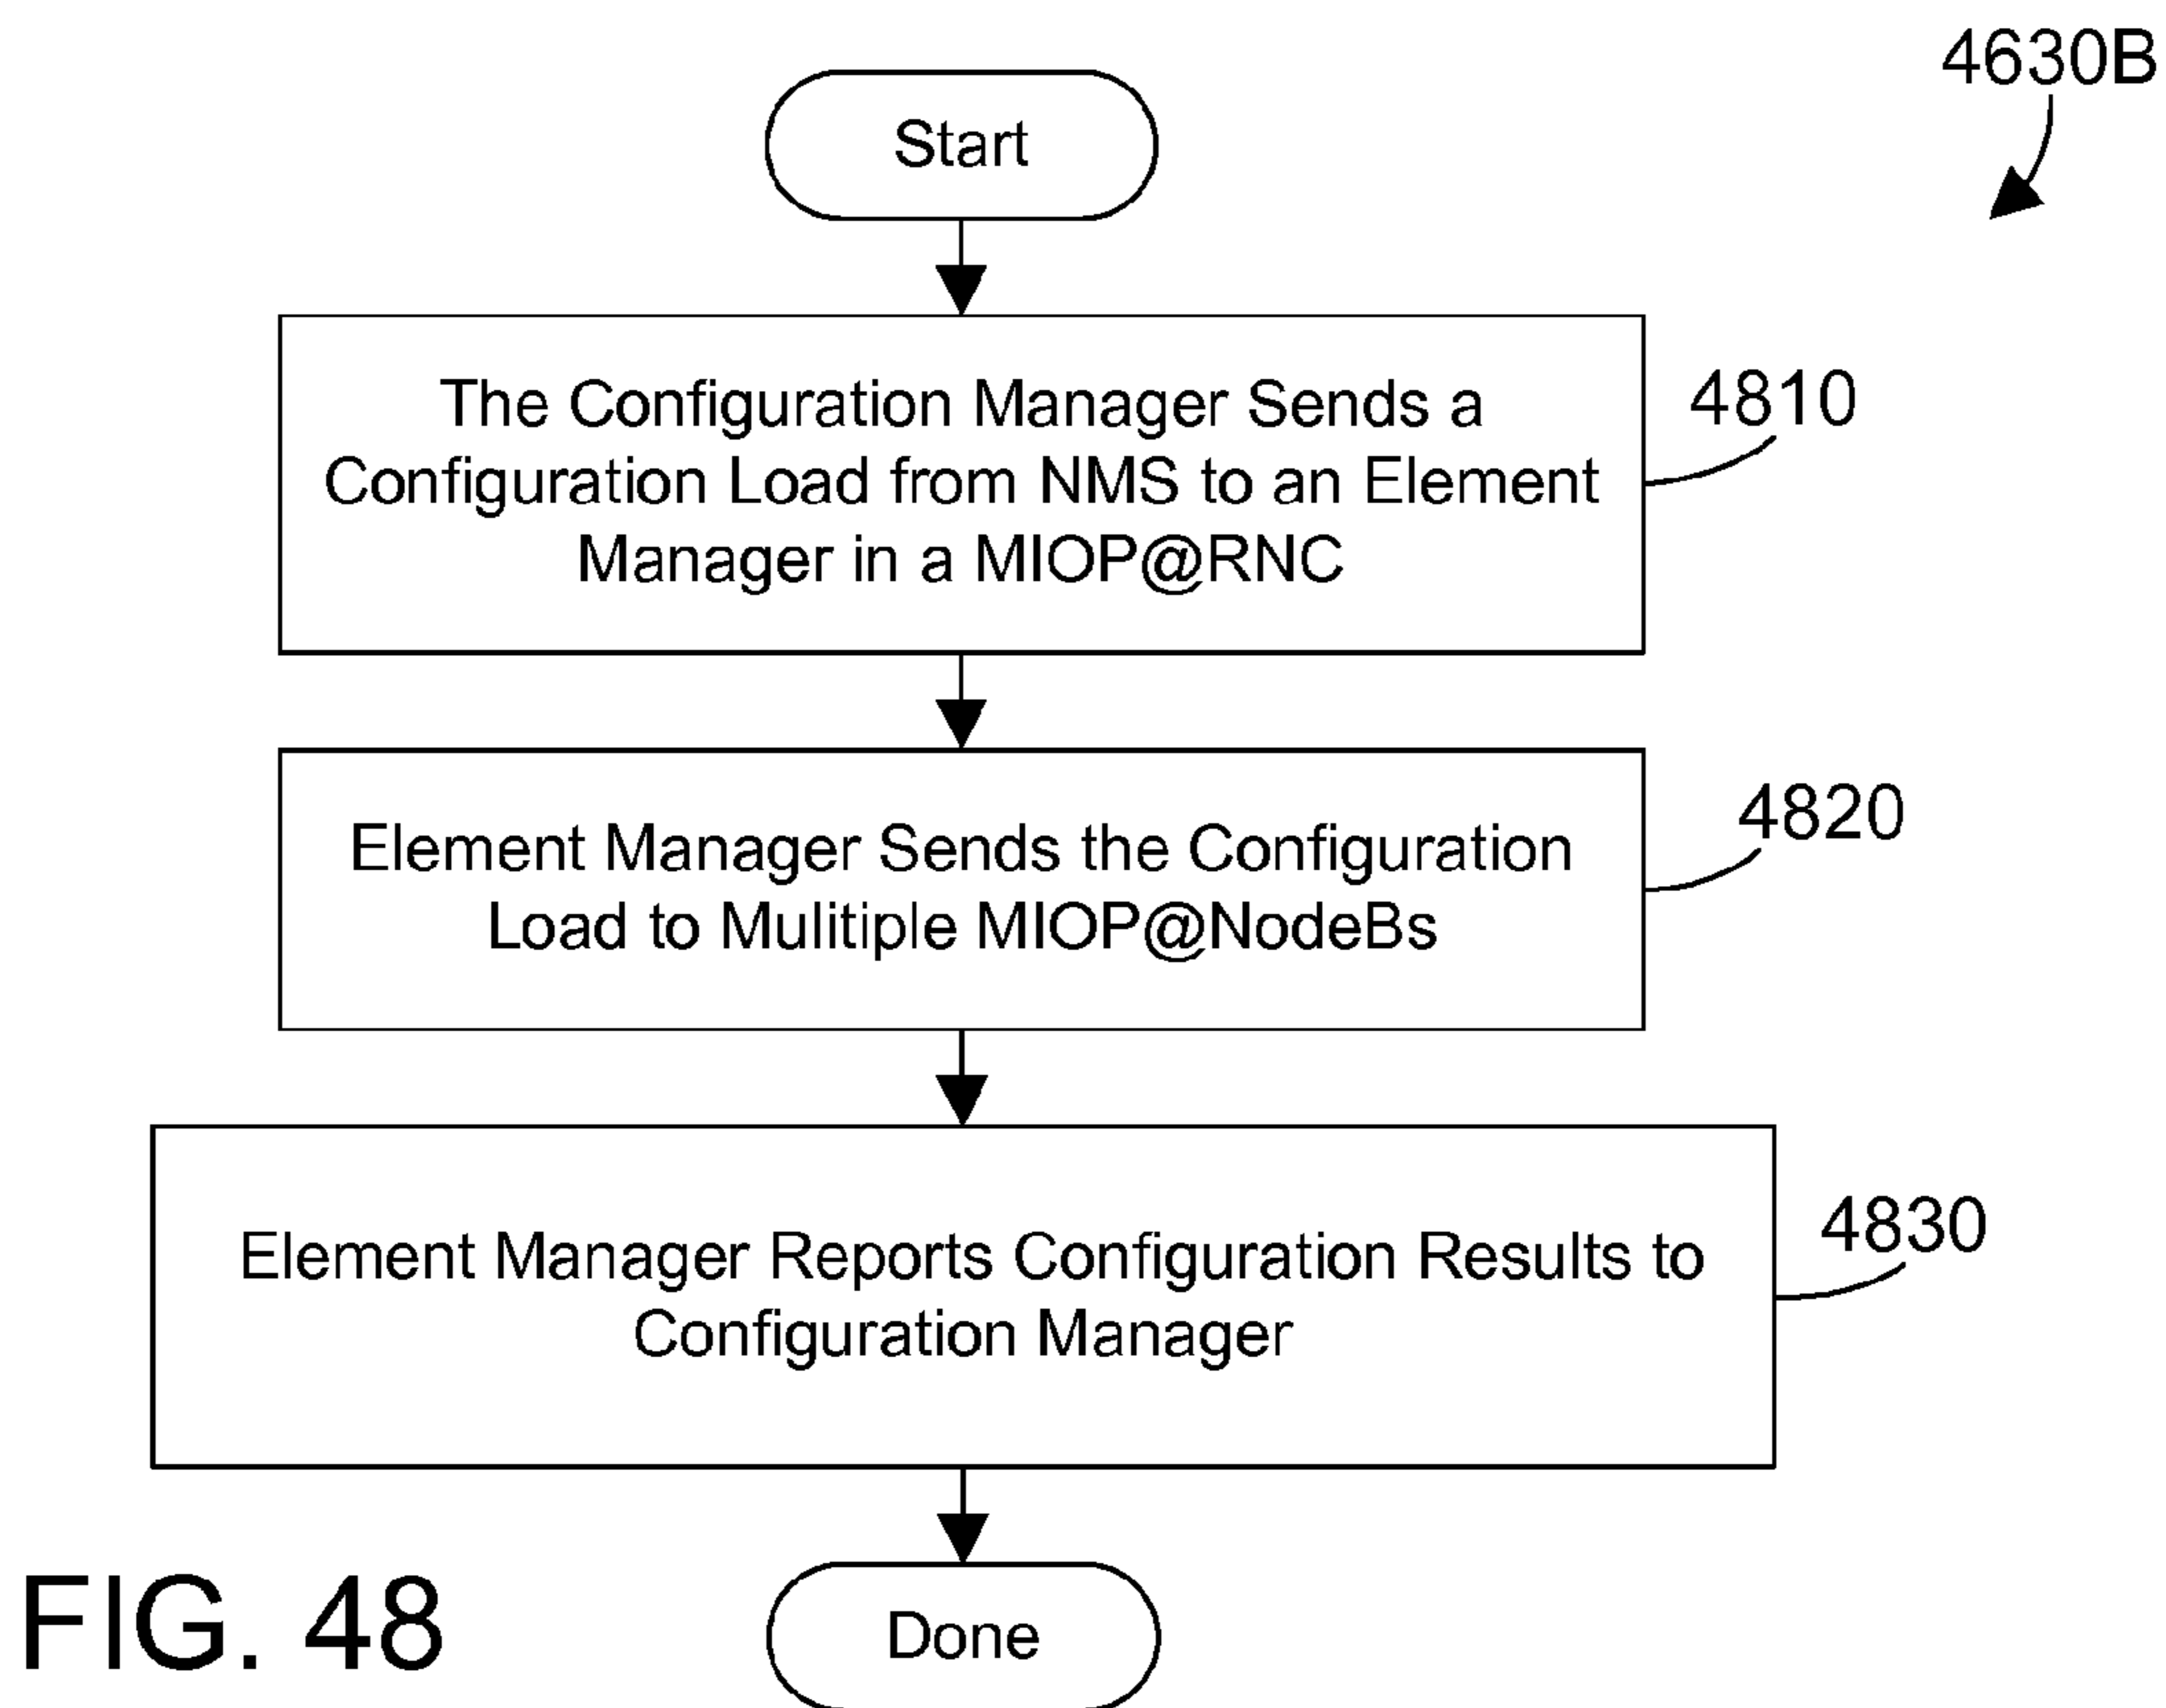 4630B
Start
The Configuration Manager Sends a
Configuration Load from NMS to an Element
Manager in a MIOP@RNC
4810
Element Manager Sends the Configuration
Load to Mulitiple MIOP@NodeBs
4820
Element Manager Reports Configuration Results to
Configuration Manager
4830
Done
FIG. 48